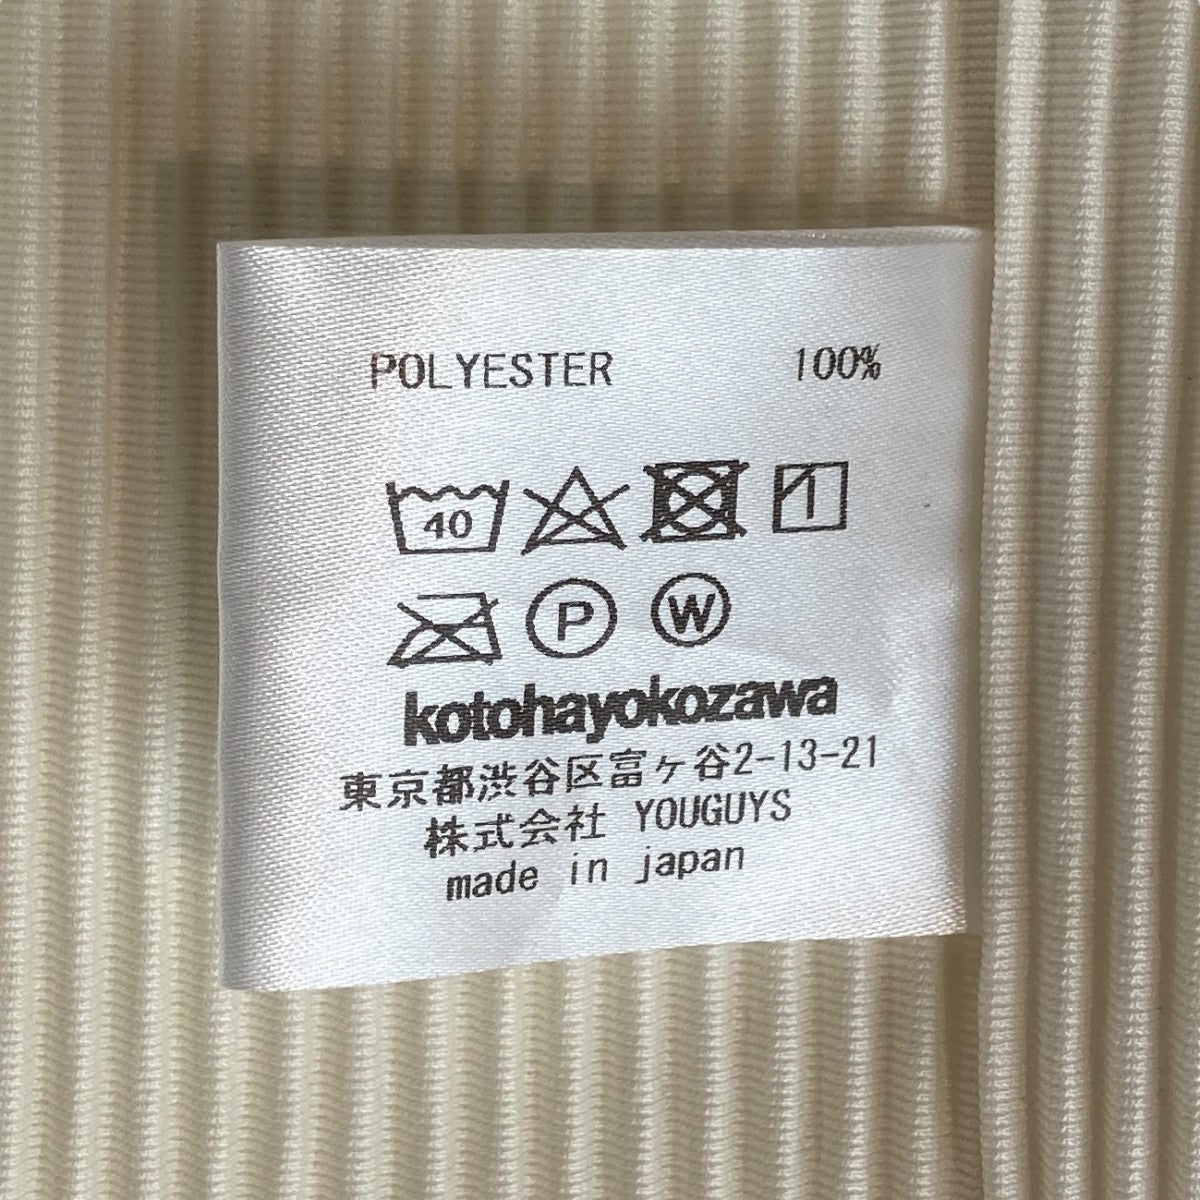 POLYESTER 100%
40
P W
kotohayokozawa
東京都渋谷区富ヶ谷2-13-21
株式会社 YOUGUYS
made in japan